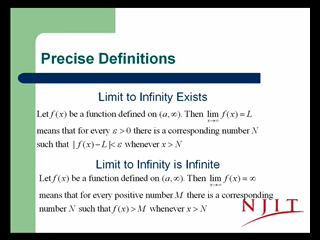 Precise Definitions
Limit to Infinity Exists
Let f(x) be a function defined on (a,∞). Then lim x→∞ f(x) = L
means that for every ε > 0 there is a corresponding number N
such that |f(x) − L| < ε whenever x > N
Limit to Infinity is Infinite
Let f(x) be a function defined on (a,∞). Then lim x→∞ f(x) = ∞
means that for every positive number M there is a corresponding
number N such that f(x) > M whenever x > N
NJIT